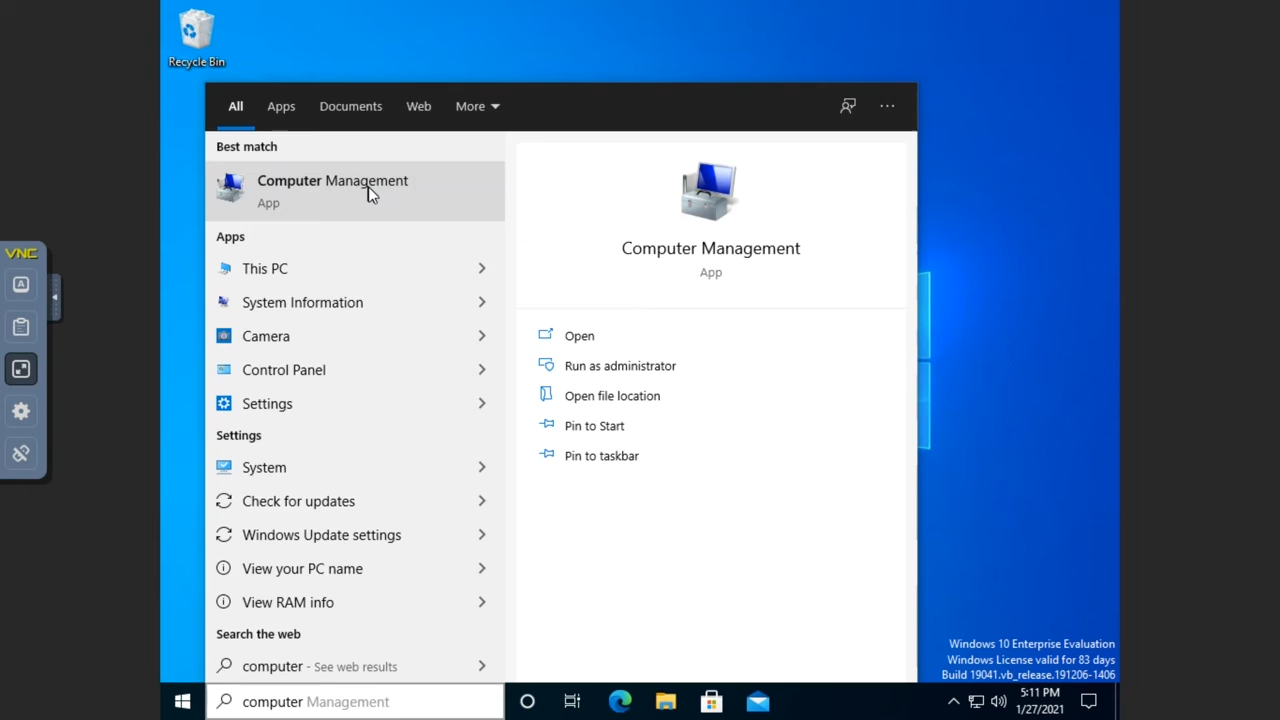 Recycle Bin
All Apps Documents Web More
Best match
Computer Management
App
Apps
This PC
System Information
Camera
Control Panel
Settings
Settings
System
Check for updates
Windows Update settings
View your PC name
View RAM info
Search the web
computer - See web results
computer Management
Computer Management
App
Open
Run as administrator
Open file location
Pin to Start
Pin to taskbar
VNC
A
Windows 10 Enterprise Evaluation
Windows License valid for 83 days
Build 19041.vb_release.191206-1406
5:11 PM
1/27/2021